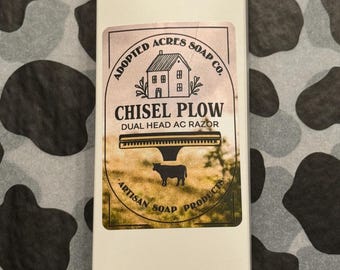 ADOPTED ACRES SOAP CO.
CHISEL PLOW
DUAL HEAD AC RAZOR
ARTISAN SOAP PRODUCTS